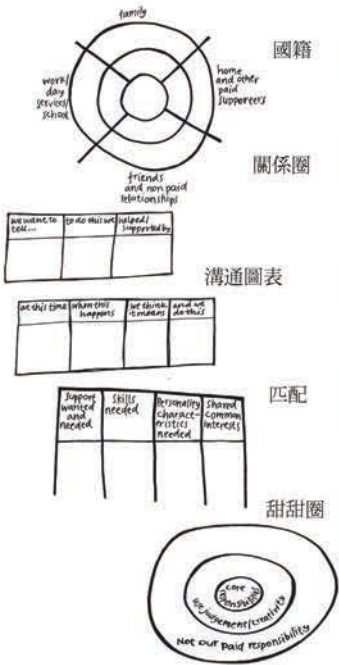 family
國籍
work/
day
services/
school
home
and other
paid
supporters
friends
and non paid
relationships
關係圈
we want to
tell...
to do this we
helped/
supported by
溝通圖表
at this time
when this
happens
we think
it means
and we
do this
匹配
Support
wanted
and
needed
Skills
needed
Personality
charact-
eristics
needed
Shared
common
interests
甜甜圈
core
responsibilities
use judgement/creativity
Not our paid responsibility